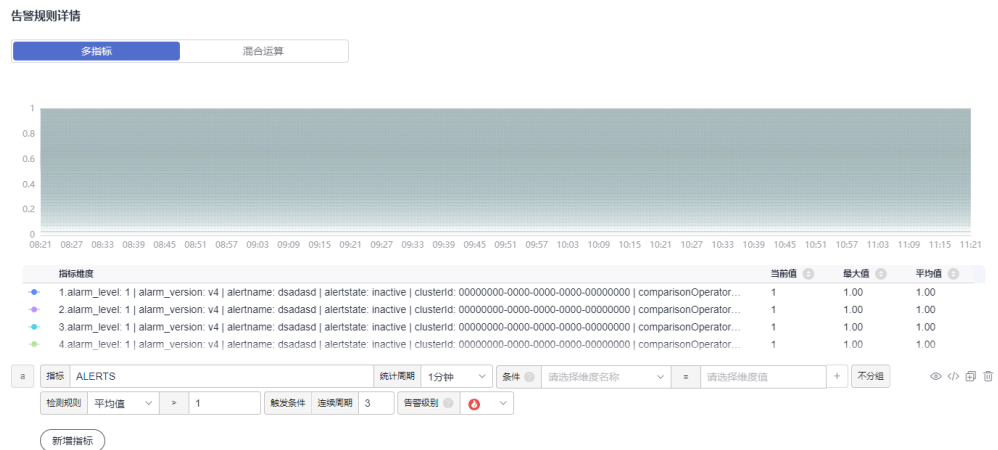 告警规则详情
多指标 混合运算
1
0.8
0.6
0.4
0.2
0
08:21 08:27 08:33 08:39 08:45 08:51 08:57 09:03 09:09 09:15 09:21 09:27 09:33 09:39 09:45 09:51 09:57 10:03 10:09 10:15 10:21 10:27 10:33 10:39 10:45 10:51 10:57 11:03 11:09 11:15 11:21
指标维度 当前值 最大值 平均值
1.alarm_level: 1 | alarm_version: v4 | alertname: dsadasd | alertstate: inactive | clusterId: 00000000-0000-0000-0000-00000000 | comparisonOperator... 1 1.00 1.00
2.alarm_level: 1 | alarm_version: v4 | alertname: dsadasd | alertstate: inactive | clusterId: 00000000-0000-0000-0000-00000000 | comparisonOperator... 1 1.00 1.00
3.alarm_level: 1 | alarm_version: v4 | alertname: dsadasd | alertstate: inactive | clusterId: 00000000-0000-0000-0000-00000000 | comparisonOperator... 1 1.00 1.00
4.alarm_level: 1 | alarm_version: v4 | alertname: dsadasd | alertstate: inactive | clusterId: 00000000-0000-0000-0000-00000000 | comparisonOperator... 1 1.00 1.00
a 指标 ALERTS 统计周期 1分钟 条件 请选择维度名称 = 请选择维度值 + 不分组
检测规则 平均值 > 1 触发条件 连续周期 3 告警级别
新增指标